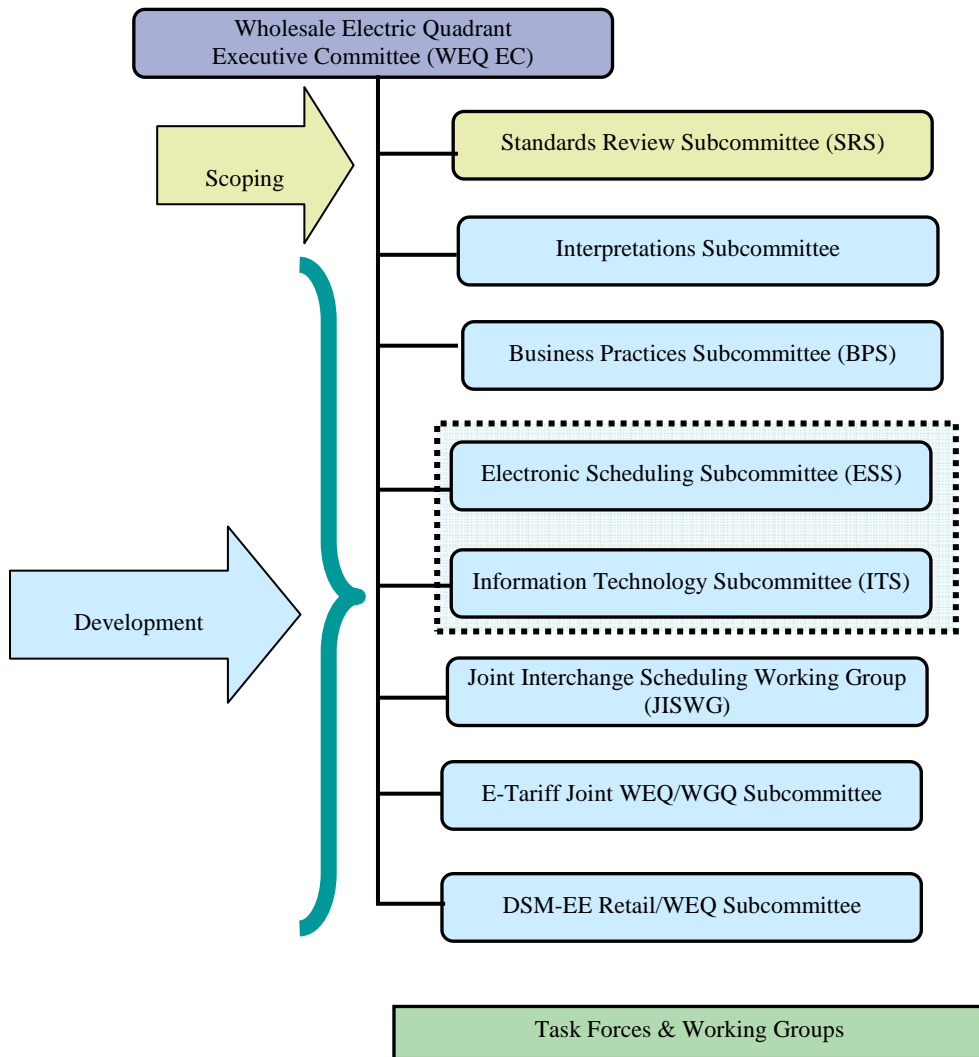 Wholesale Electric Quadrant
Executive Committee (WEQ EC)
Standards Review Subcommittee (SRS)
Scoping
Interpretations Subcommittee
Business Practices Subcommittee (BPS)
Electronic Scheduling Subcommittee (ESS)
Information Technology Subcommittee (ITS)
Development
Joint Interchange Scheduling Working Group
(JISWG)
E-Tariff Joint WEQ/WGQ Subcommittee
DSM-EE Retail/WEQ Subcommittee
Task Forces & Working Groups